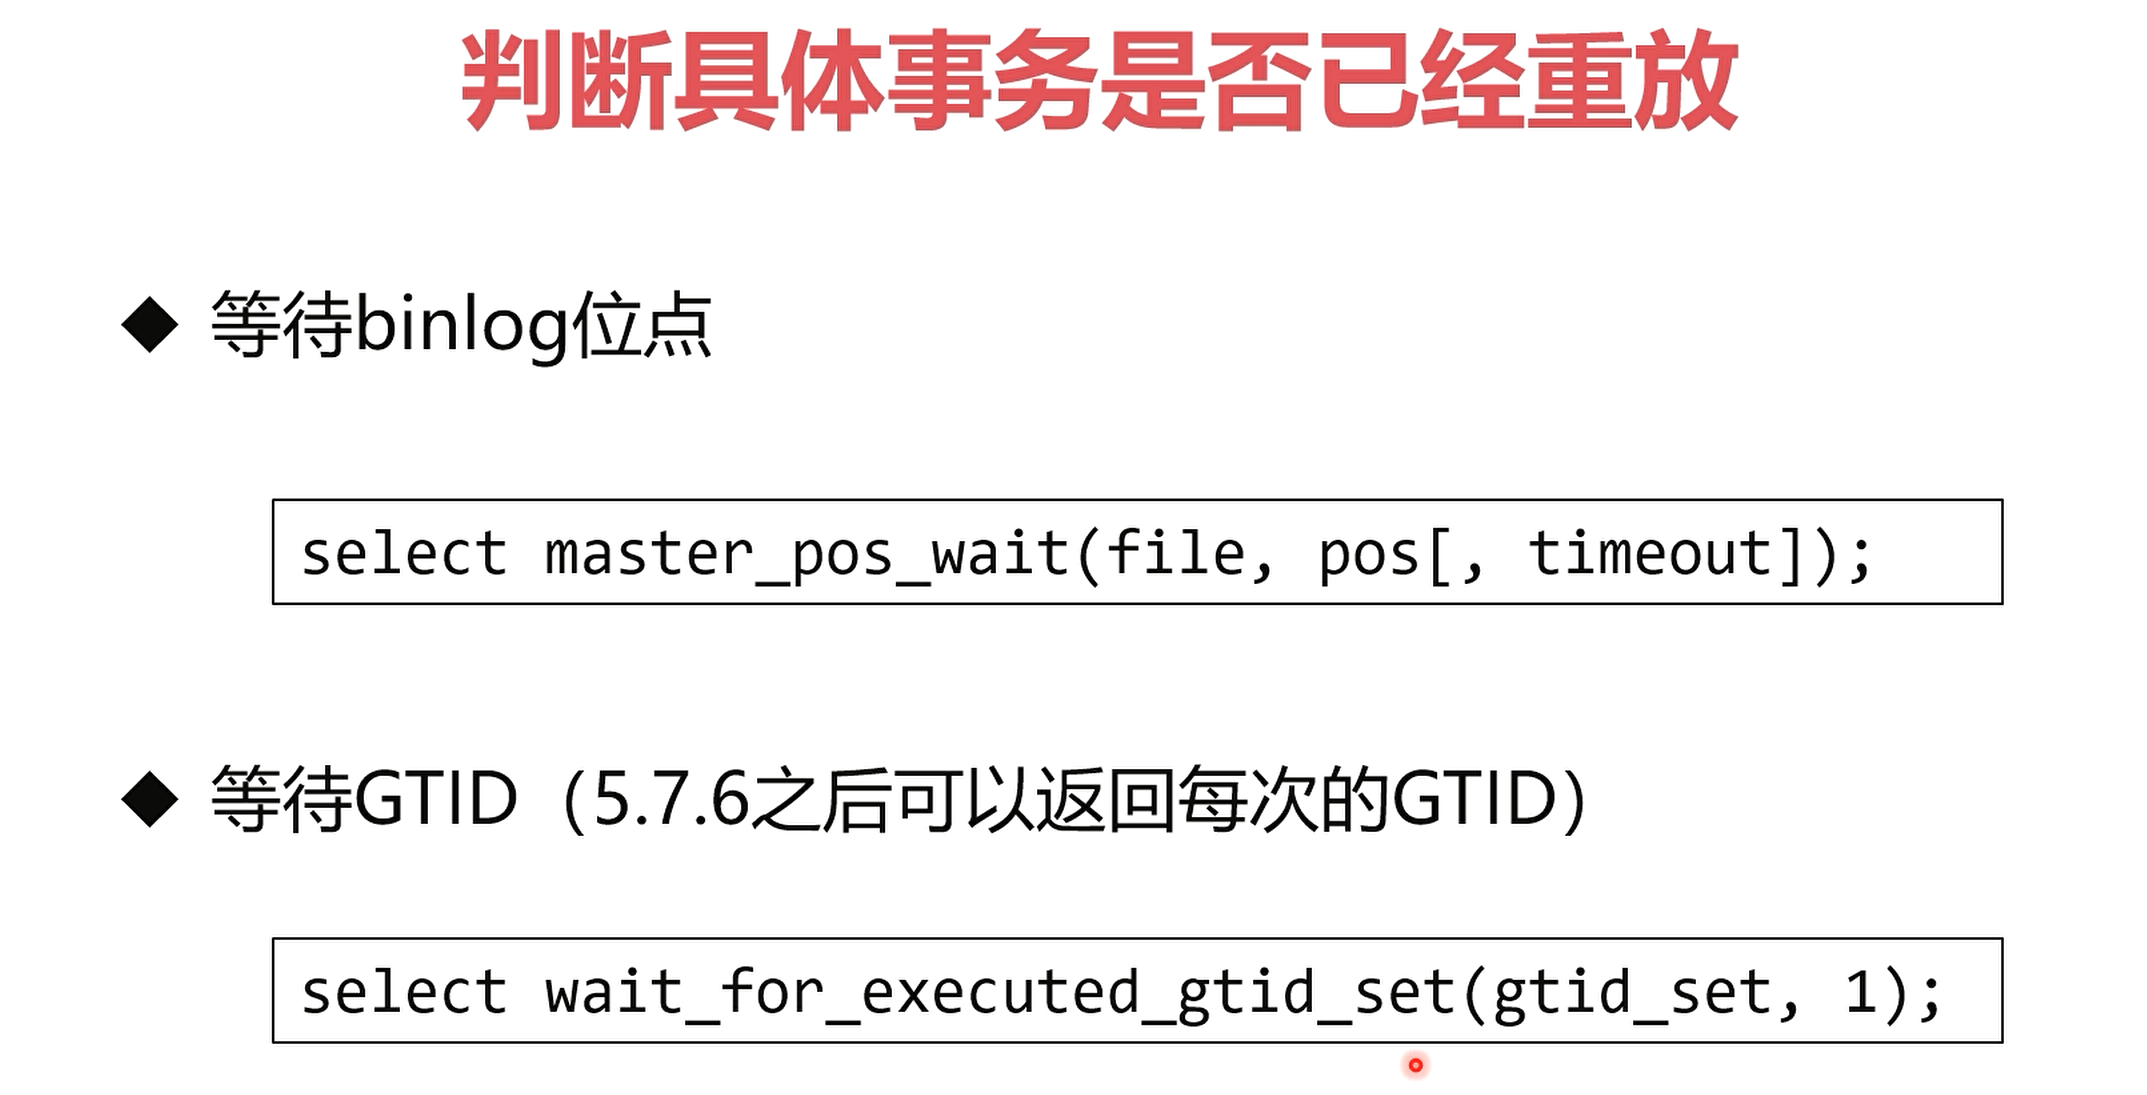 判断具体事务是否已经重放
◆ 等待binlog位点
select master_pos_wait(file, pos[, timeout]);
◆ 等待GTID（5.7.6之后可以返回每次的GTID）
select wait_for_executed_gtid_set(gtid_set, 1);